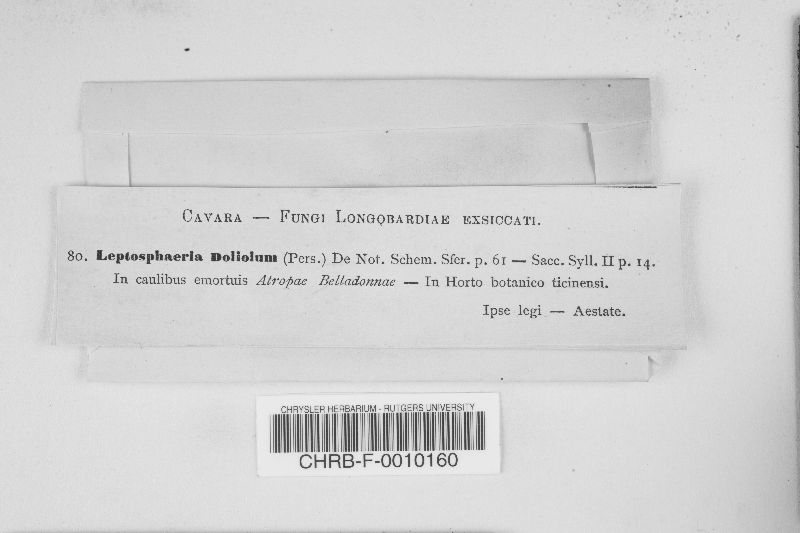 CAVARA — FUNGI LONGOBARDIAE EXSICCATI.
80. Leptosphaeria Doliolum (Pers.) De Not. Schem. Sfer. p. 61 — Sacc. Syll. II p. 14.
In caulibus emortuis Atropae Belladonnae — In Horto botanico ticinensi.
Ipse legi — Aestate.
CHRYSLER HERBARIUM - RUTGERS UNIVERSITY
CHRB-F-0010160